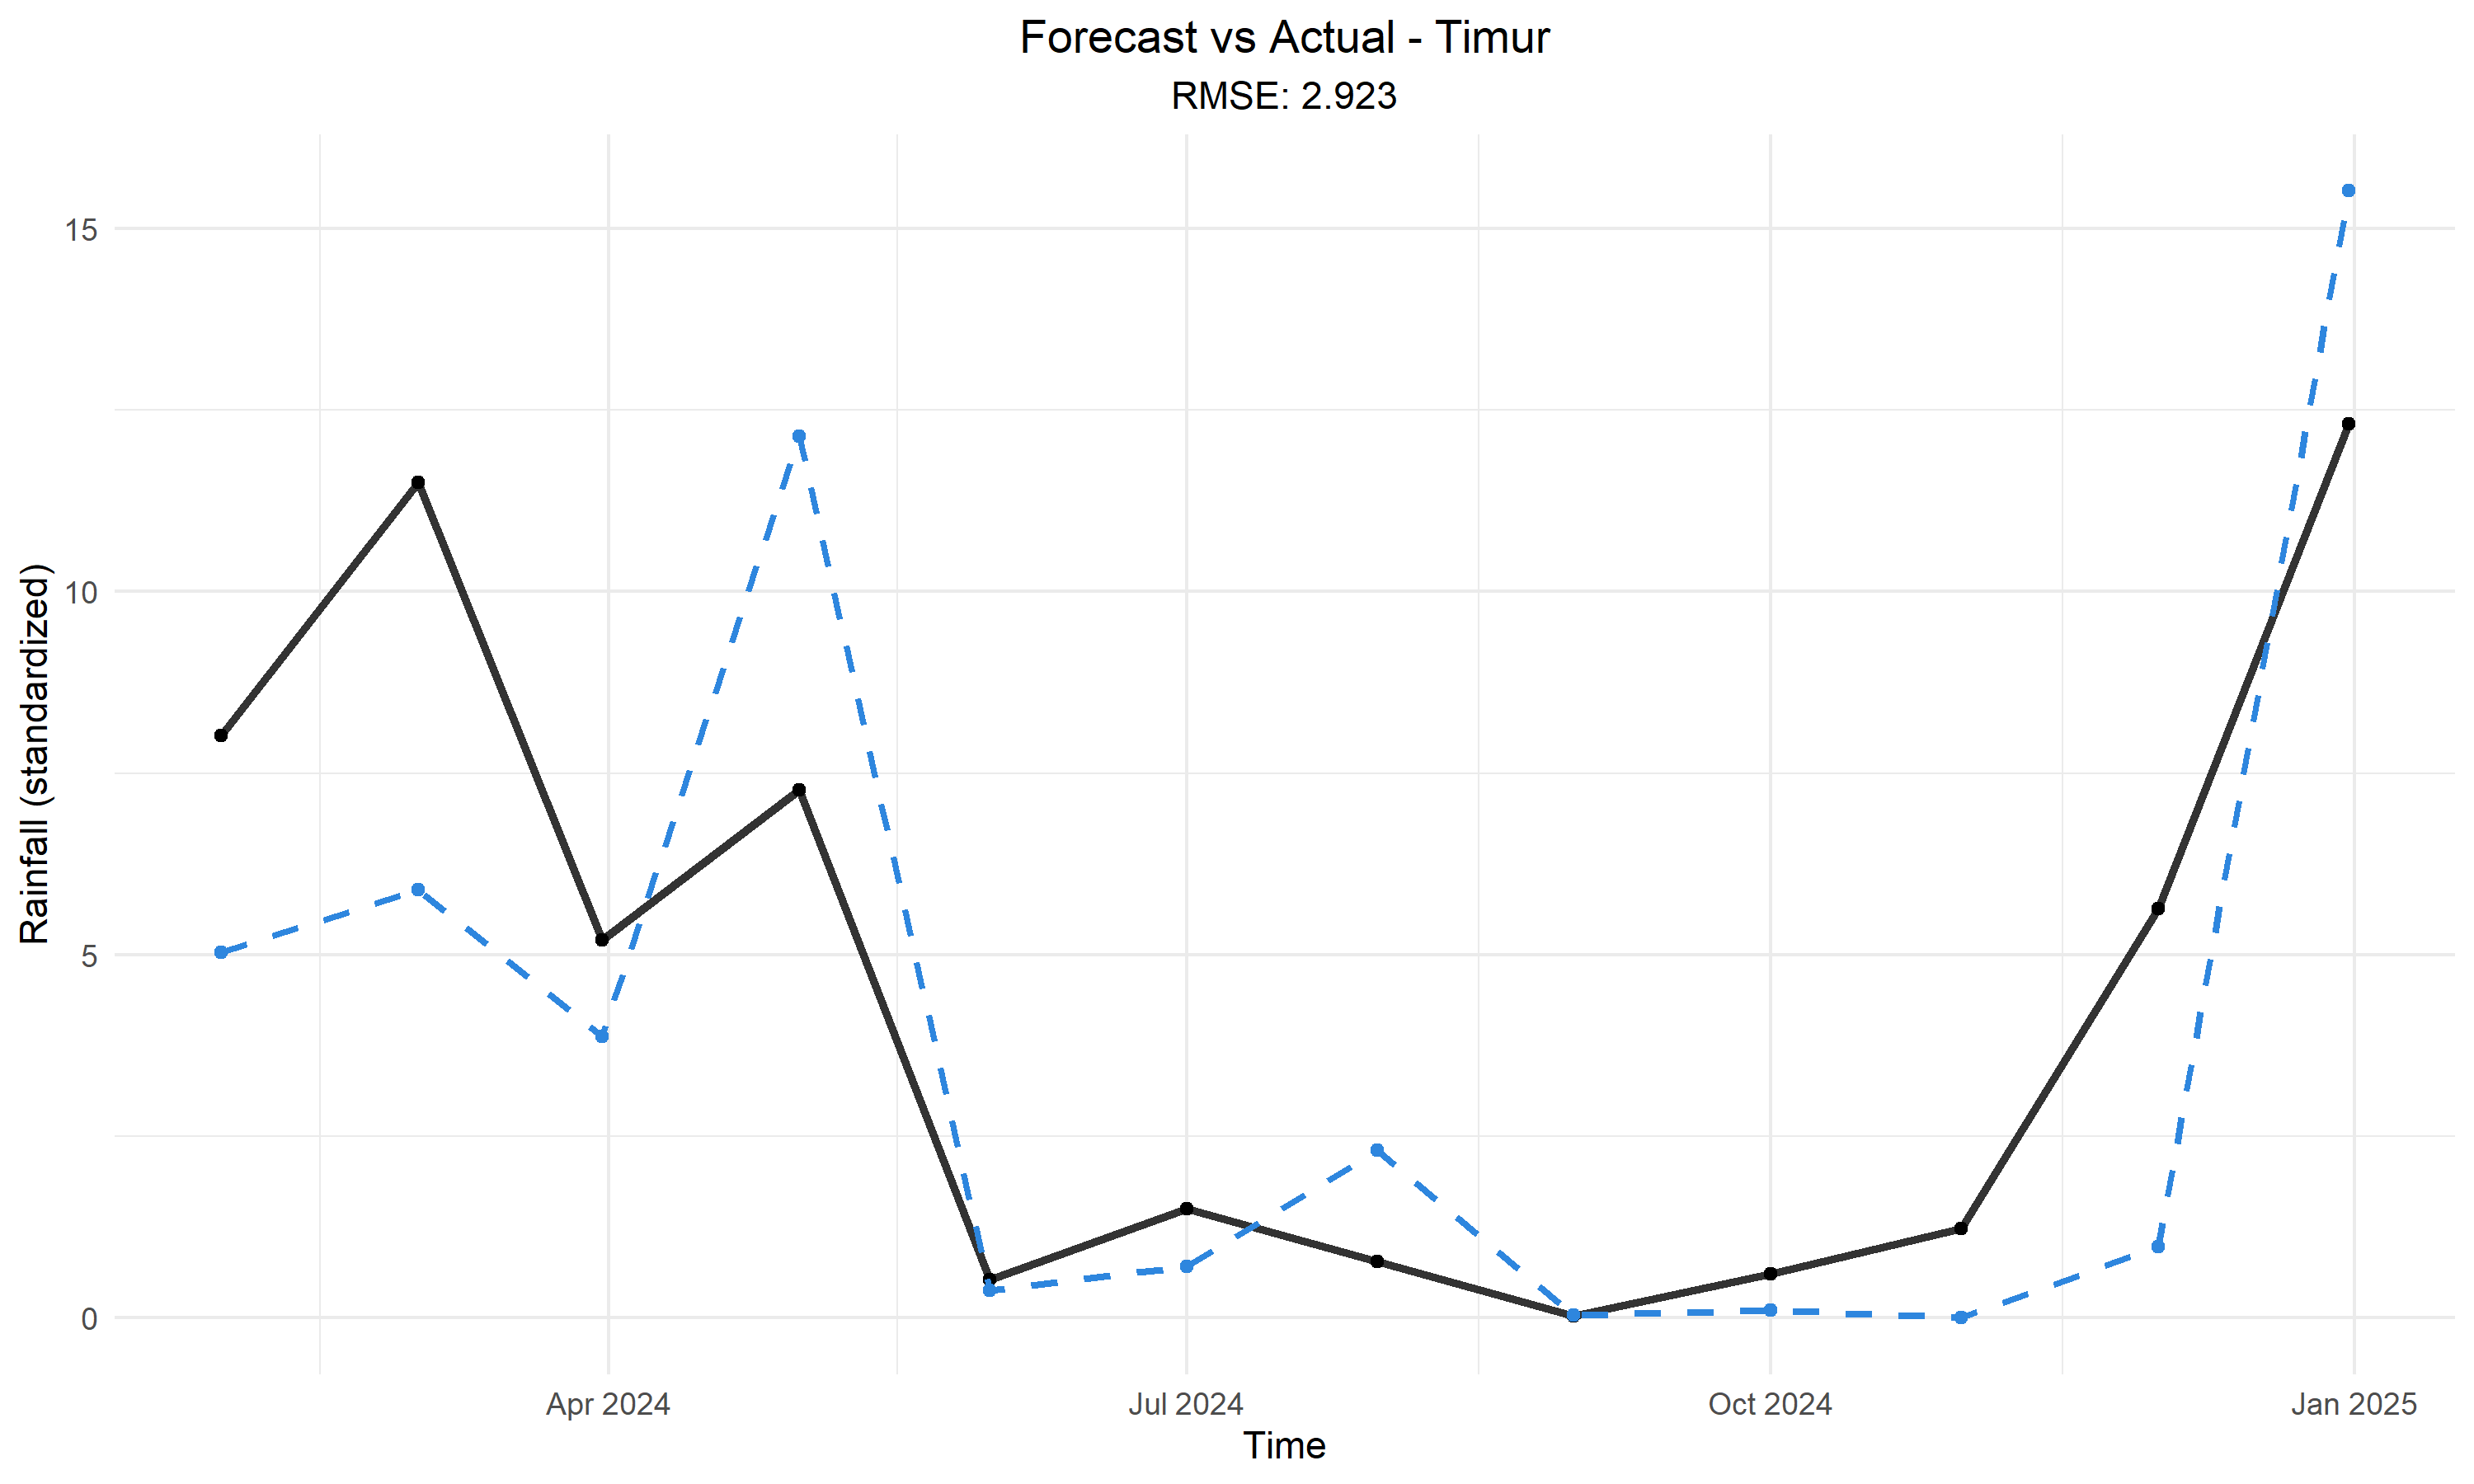 Forecast vs Actual - Timur
RMSE: 2.923
Rainfall (standardized)
15
10
5
0
Apr 2024
Jul 2024
Oct 2024
Jan 2025
Time